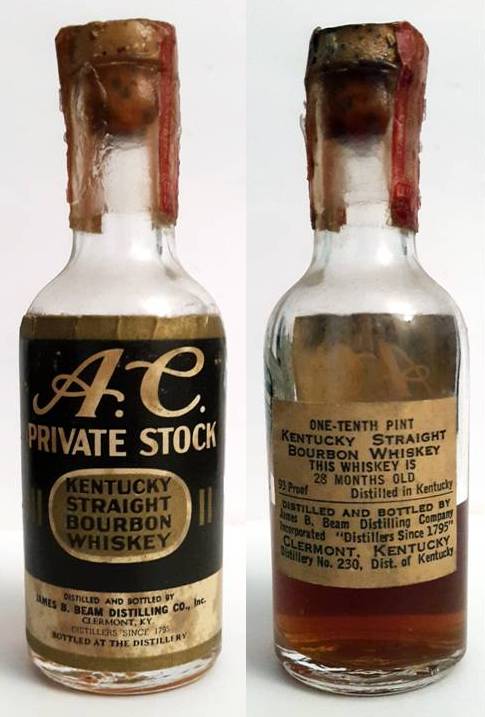 A.C.
PRIVATE STOCK
KENTUCKY
STRAIGHT
BOURBON
WHISKEY
DISTILLED AND BOTTLED BY
JAMES B. BEAM DISTILLING CO., Inc.
CLERMONT, KY.
DISTILLERS SINCE 1795
BOTTLED AT THE DISTILLERY
ONE-TENTH PINT
KENTUCKY STRAIGHT
BOURBON WHISKEY
THIS WHISKEY IS
28 MONTHS OLD
93 Proof Distilled in Kentucky
DISTILLED AND BOTTLED BY
James B. Beam Distilling Company
Incorporated "Distillers Since 1795"
CLERMONT, KENTUCKY
Distillery No. 230, Dist. of Kentucky